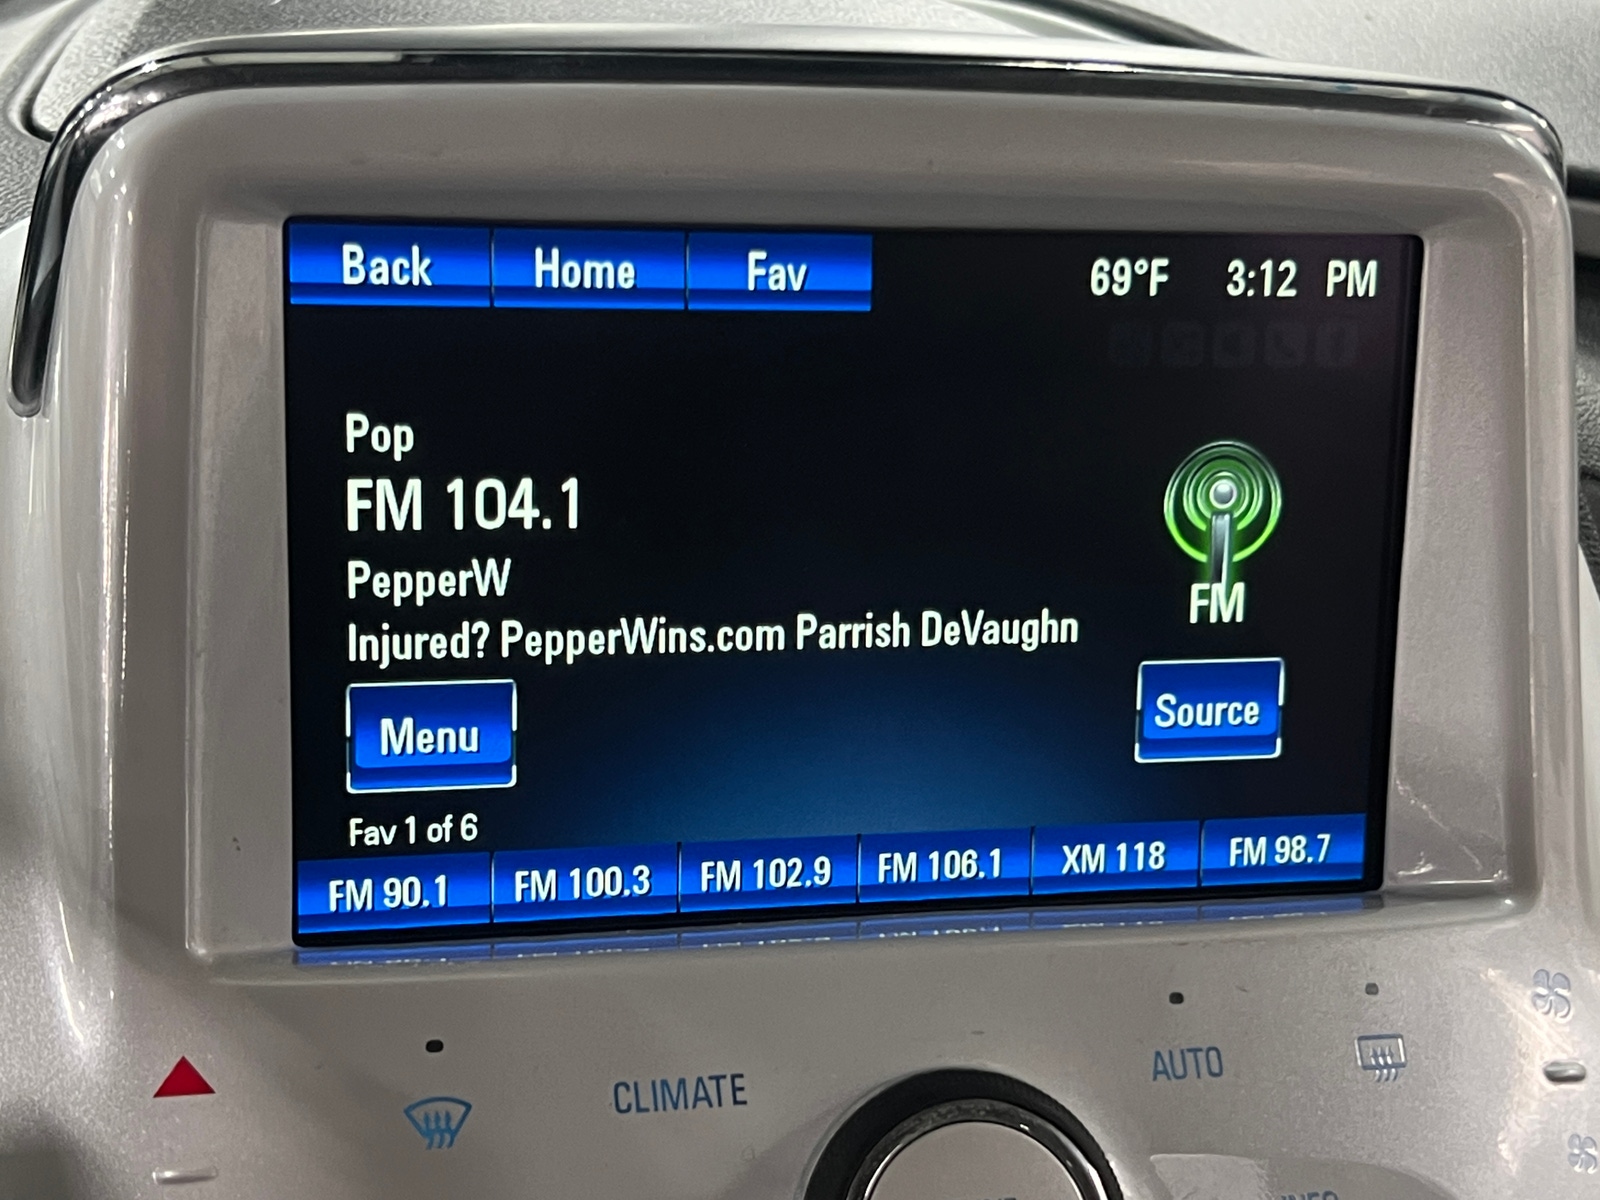 Back Home Fav 69°F 3:12 PM
Pop
FM 104.1
PepperW
Injured? PepperWins.com Parrish DeVaughn
FM
Menu
Source
Fav 1 of 6
FM 90.1 FM 100.3 FM 102.9 FM 106.1 XM 118 FM 98.7
CLIMATE
AUTO